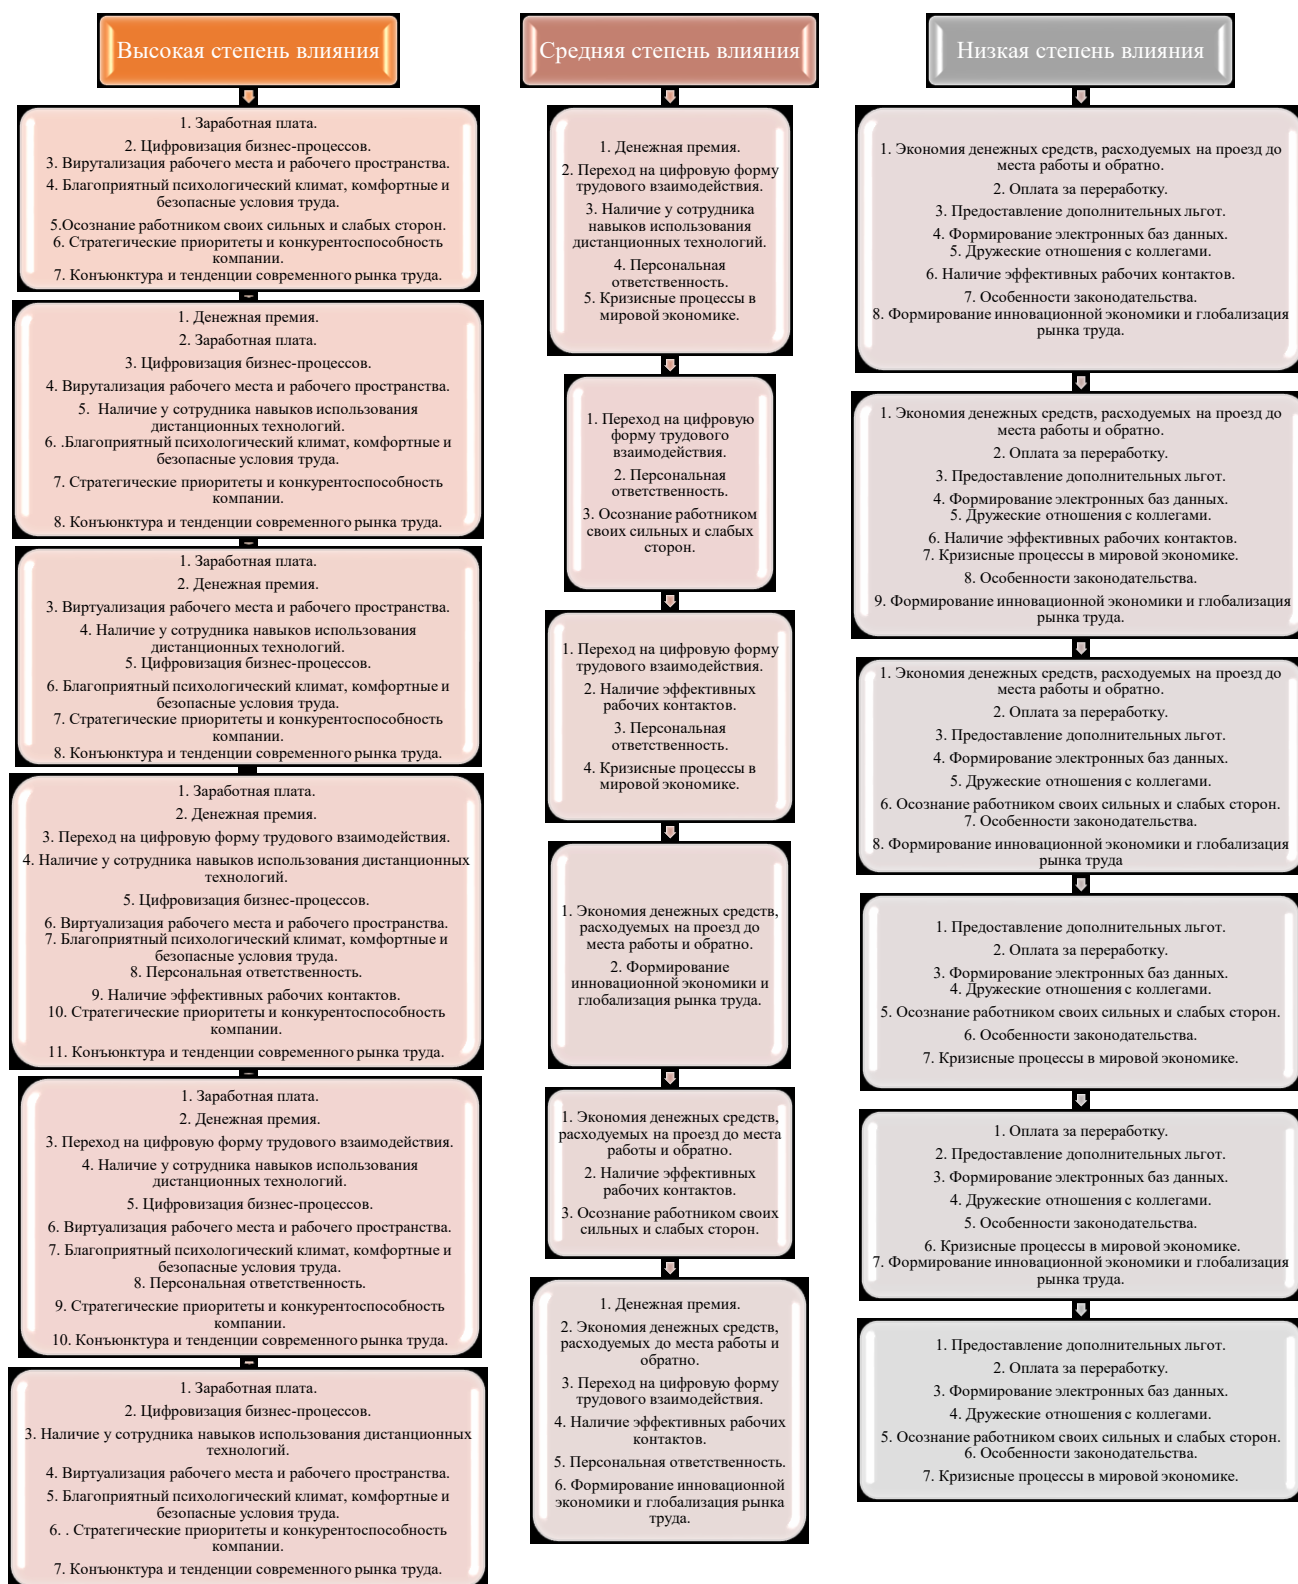 Высокая степень влияния
1. Заработная плата.
2. Цифровизация бизнес-процессов.
3. Вирутализация рабочего места и рабочего пространства.
4. Благоприятный психологический климат, комфортные и
безопасные условия труда.
5.Осознание работником своих сильных и слабых сторон.
6. Стратегические приоритеты и конкурентоспособность
компании.
7. Конъюнктура и тенденции современного рынка труда.
1. Денежная премия.
2. Заработная плата.
3. Цифровизация бизнес-процессов.
4. Вирутализация рабочего места и рабочего пространства.
5. Наличие у сотрудника навыков использования
дистанционных технологий.
6. .Благоприятный психологический климат, комфортные и
безопасные условия труда.
7. Стратегические приоритеты и конкурентоспособность
компании.
8. Конъюнктура и тенденции современного рынка труда.
1. Заработная плата.
2. Денежная премия.
3. Виртуализация рабочего места и рабочего пространства.
4. Наличие у сотрудника навыков использования
дистанционных технологий.
5. Цифровизация бизнес-процессов.
6. Благоприятный психологический климат, комфортные и
безопасные условия труда.
7. Стратегические приоритеты и конкурентоспособность
компании.
8. Конъюнктура и тенденции современного рынка труда.
1. Заработная плата.
2. Денежная премия.
3. Переход на цифровую форму трудового взаимодействия.
4. Наличие у сотрудника навыков использования дистанционных
технологий.
5. Цифровизация бизнес-процессов.
6. Виртуализация рабочего места и рабочего пространства.
7. Благоприятный психологический климат, комфортные и
безопасные условия труда.
8. Персональная ответственность.
9. Наличие эффективных рабочих контактов.
10. Стратегические приоритеты и конкурентоспособность
компании.
11. Конъюнктура и тенденции современного рынка труда.
1. Заработная плата.
2. Денежная премия.
3. Переход на цифровую форму трудового взаимодействия.
4. Наличие у сотрудника навыков использования
дистанционных технологий.
5. Цифровизация бизнес-процессов.
6. Виртуализация рабочего места и рабочего пространства.
7. Благоприятный психологический климат, комфортные и
безопасные условия труда.
8. Персональная ответственность.
9. Стратегические приоритеты и конкурентоспособность
компании.
10. Конъюнктура и тенденции современного рынка труда.
1. Заработная плата.
2. Цифровизация бизнес-процессов.
3. Наличие у сотрудника навыков использования дистанционных
технологий.
4. Виртуализация рабочего места и рабочего пространства.
5. Благоприятный психологический климат, комфортные и
безопасные условия труда.
6. . Стратегические приоритеты и конкурентоспособность
компании.
7. Конъюнктура и тенденции современного рынка труда.
Средняя степень влияния
1. Денежная премия.
2. Переход на цифровую форму
трудового взаимодействия.
3. Наличие у сотрудника
навыков использования
дистанционных технологий.
4. Персональная
ответственность.
5. Кризисные процессы в
мировой экономике.
1. Переход на цифровую
форму трудового
взаимодействия.
2. Персональная
ответственность.
3. Осознание работником
своих сильных и слабых
сторон.
1. Переход на цифровую форму
трудового взаимодействия.
2. Наличие эффективных
рабочих контактов.
3. Персональная
ответственность.
4. Кризисные процессы в
мировой экономике.
1. Экономия денежных средств,
расходуемых на проезд до
места работы и обратно.
2. Формирование
инновационной экономики и
глобализация рынка труда.
1. Экономия денежных средств,
расходуемых на проезд до места
работы и обратно.
2. Наличие эффективных
рабочих контактов.
3. Осознание работником своих
сильных и слабых сторон.
1. Денежная премия.
2. Экономия денежных средств,
расходуемых до места работы и
обратно.
3. Переход на цифровую форму
трудового взаимодействия.
4. Наличие эффективных рабочих
контактов.
5. Персональная ответственность.
6. Формирование инновационной
экономики и глобализация рынка
труда.
Низкая степень влияния
1. Экономия денежных средств, расходуемых на проезд до
места работы и обратно.
2. Оплата за переработку.
3. Предоставление дополнительных льгот.
4. Формирование электронных баз данных.
5. Дружеские отношения с коллегами.
6. Наличие эффективных рабочих контактов.
7. Особенности законодательства.
8. Формирование инновационной экономики и глобализация
рынка труда.
1. Экономия денежных средств, расходуемых на проезд до
места работы и обратно.
2. Оплата за переработку.
3. Предоставление дополнительных льгот.
4. Формирование электронных баз данных.
5. Дружеские отношения с коллегами.
6. Наличие эффективных рабочих контактов.
7. Кризисные процессы в мировой экономике.
8. Особенности законодательства.
9. Формирование инновационной экономики и глобализация
рынка труда.
1. Экономия денежных средств, расходуемых на проезд до
места работы и обратно.
2. Оплата за переработку.
3. Предоставление дополнительных льгот.
4. Формирование электронных баз данных.
5. Дружеские отношения с коллегами.
6. Осознание работником своих сильных и слабых сторон.
7. Особенности законодательства.
8. Формирование инновационной экономики и глобализация
рынка труда
1. Предоставление дополнительных льгот.
2. Оплата за переработку.
3. Формирование электронных баз данных.
4. Дружеские отношения с коллегами.
5. Осознание работником своих сильных и слабых сторон.
6. Особенности законодательства.
7. Кризисные процессы в мировой экономике.
1. Оплата за переработку.
2. Предоставление дополнительных льгот.
3. Формирование электронных баз данных.
4. Дружеские отношения с коллегами.
5. Особенности законодательства.
6. Кризисные процессы в мировой экономике.
7. Формирование инновационной экономики и глобализация
рынка труда.
1. Предоставление дополнительных льгот.
2. Оплата за переработку.
3. Формирование электронных баз данных.
4. Дружеские отношения с коллегами.
5. Осознание работником своих сильных и слабых сторон.
6. Особенности законодательства.
7. Кризисные процессы в мировой экономике.